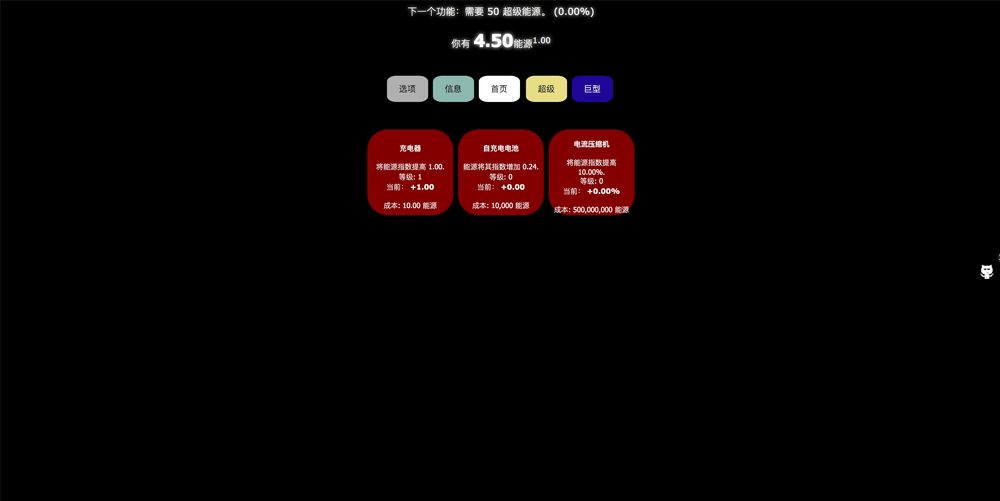 下一个功能：需要 50 超级能源。 (0.00%)
你有 4.50能源1.00
选项 信息 首页 超级 巨型
充电器
将能源指数提高 1.00.
等级: 1
当前： +1.00
成本: 10.00 能源
自充电电池
能源将其指数增加 0.24.
等级: 0
当前： +0.00
成本: 10,000 能源
电流压缩机
将能源指数提高
10.00%.
等级: 0
当前： +0.00%
成本: 500,000,000 能源